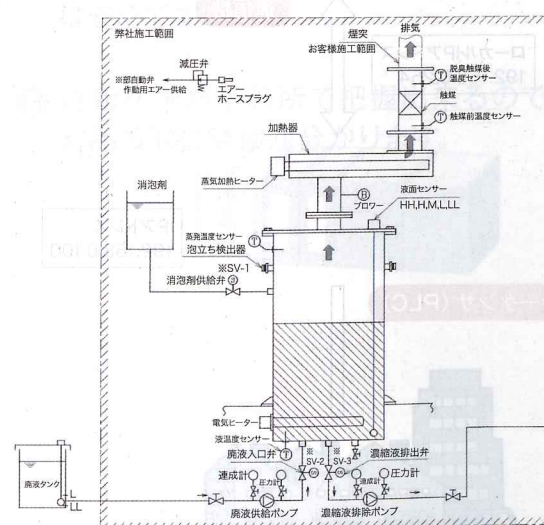 弊社施工範囲
排気
煙突
お客様施工範囲
減圧弁
※部自動弁
作動用エアー供給
エアー
ホースプラグ
脱臭触媒後
温度センサー
触媒
触媒前温度センサー
T
T
加熱器
蒸気加熱ヒーター
消泡剤
B
ブロワー
液面センサー
HH,H,M,L,LL
蒸発温度センサー
泡立ち検出器
T
※SV-1
消泡剤供給弁
電気ヒーター
液温度センサー
T
廃液入口弁
※
SV-2
※
SV-3
濃縮液排出弁
廃液タンク
L
LL
連成計
圧力計
連成計
圧力計
廃液供給ポンプ
濃縮液排除ポンプ